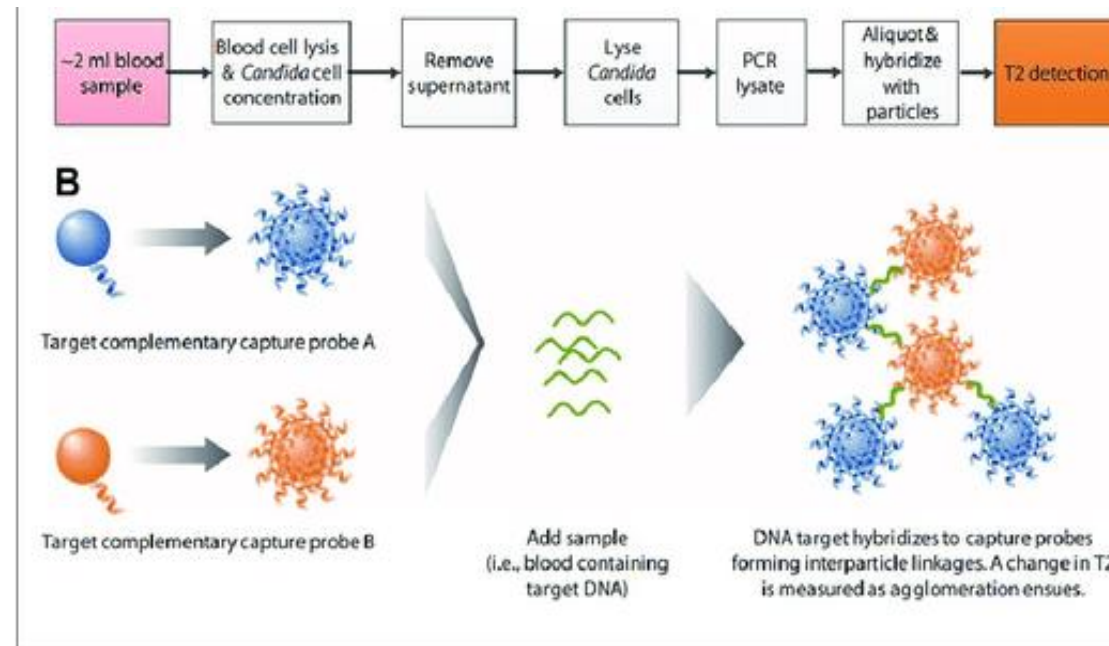 ~2 ml blood
sample
Blood cell lysis
& Candida cell
concentration
Remove
supernatant
Lyse
Candida
cells
PCR
lysate
Aliquot &
hybridize
with
particles
T2 detection
B
Target complementary capture probe A
Target complementary capture probe B
Add sample
(i.e., blood containing
target DNA)
DNA target hybridizes to capture probes
forming interparticle linkages. A change in T2
is measured as agglomeration ensues.